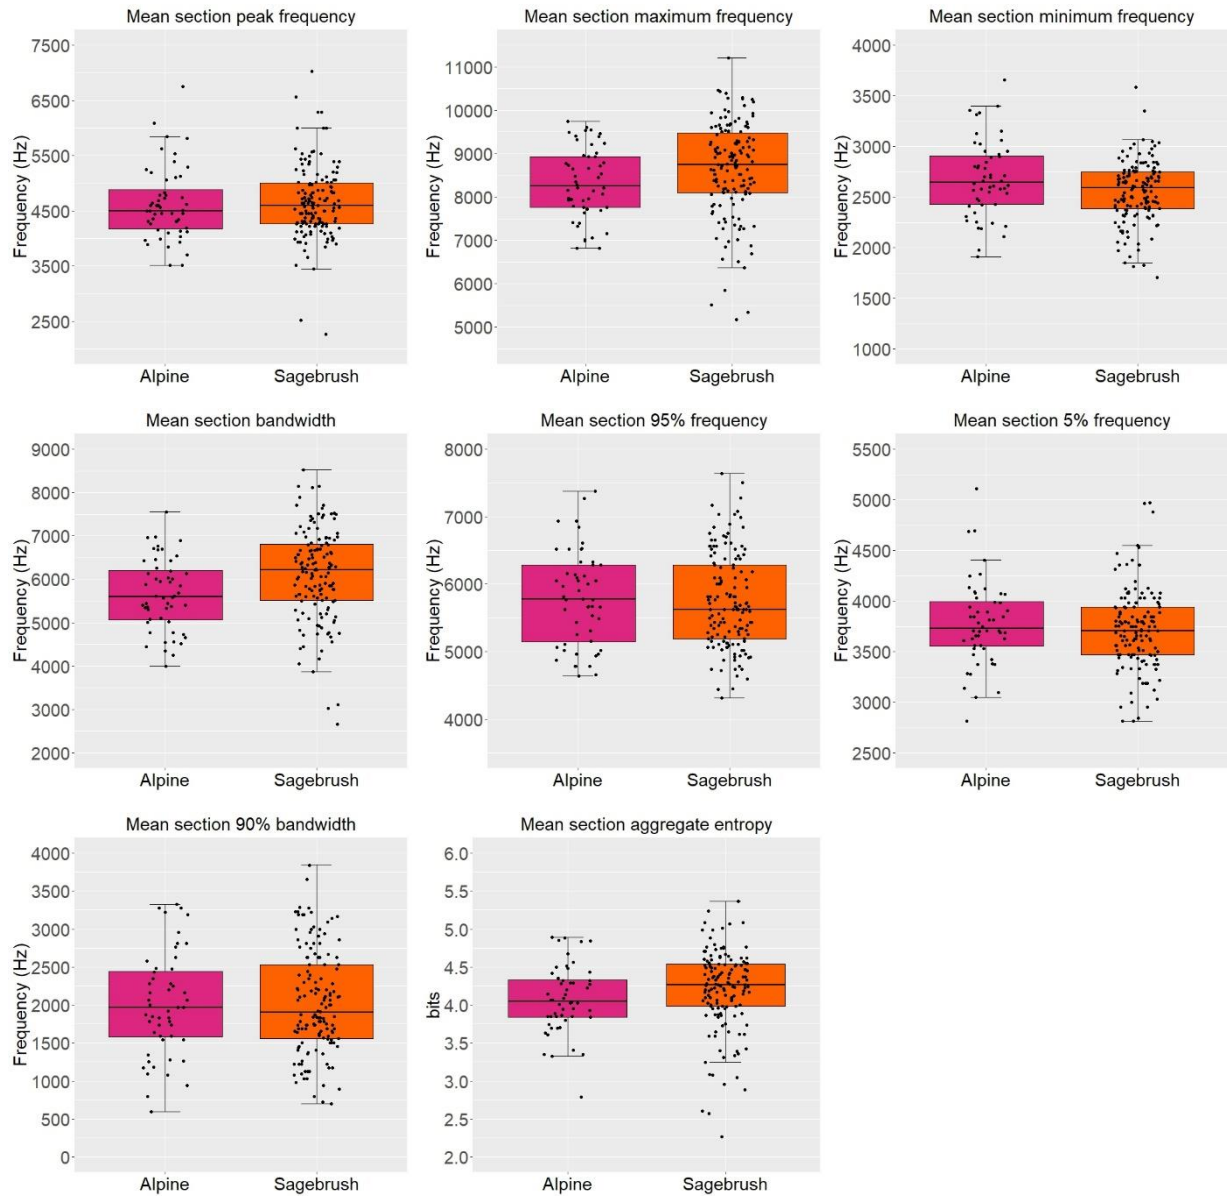 Mean section peak frequency
Frequency (Hz)
7500
6500
5500
4500
3500
2500
Alpine
Sagebrush
Mean section maximum frequency
Frequency (Hz)
11000
10000
9000
8000
7000
6000
5000
Alpine
Sagebrush
Mean section minimum frequency
Frequency (Hz)
4000
3500
3000
2500
2000
1500
1000
Alpine
Sagebrush
Mean section bandwidth
Frequency (Hz)
9000
8000
7000
6000
5000
4000
3000
2000
Alpine
Sagebrush
Mean section 95% frequency
Frequency (Hz)
8000
7000
6000
5000
4000
Alpine
Sagebrush
Mean section 5% frequency
Frequency (Hz)
5500
5000
4500
4000
3500
3000
2500
Alpine
Sagebrush
Mean section 90% bandwidth
Frequency (Hz)
4000
3500
3000
2500
2000
1500
1000
500
0
Alpine
Sagebrush
Mean section aggregate entropy
bits
6.0
5.5
5.0
4.5
4.0
3.5
3.0
2.5
2.0
Alpine
Sagebrush